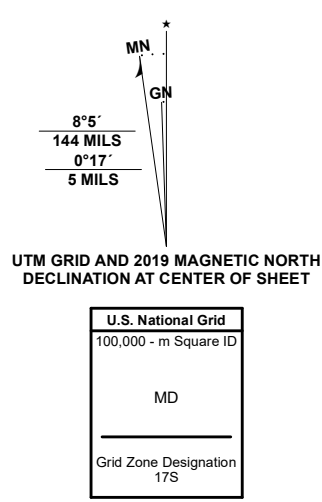 MN
GN
8°5´
144 MILS
0°17´
5 MILS
UTM GRID AND 2019 MAGNETIC NORTH
DECLINATION AT CENTER OF SHEET
U.S. National Grid
100,000 - m Square ID
MD
Grid Zone Designation
17S